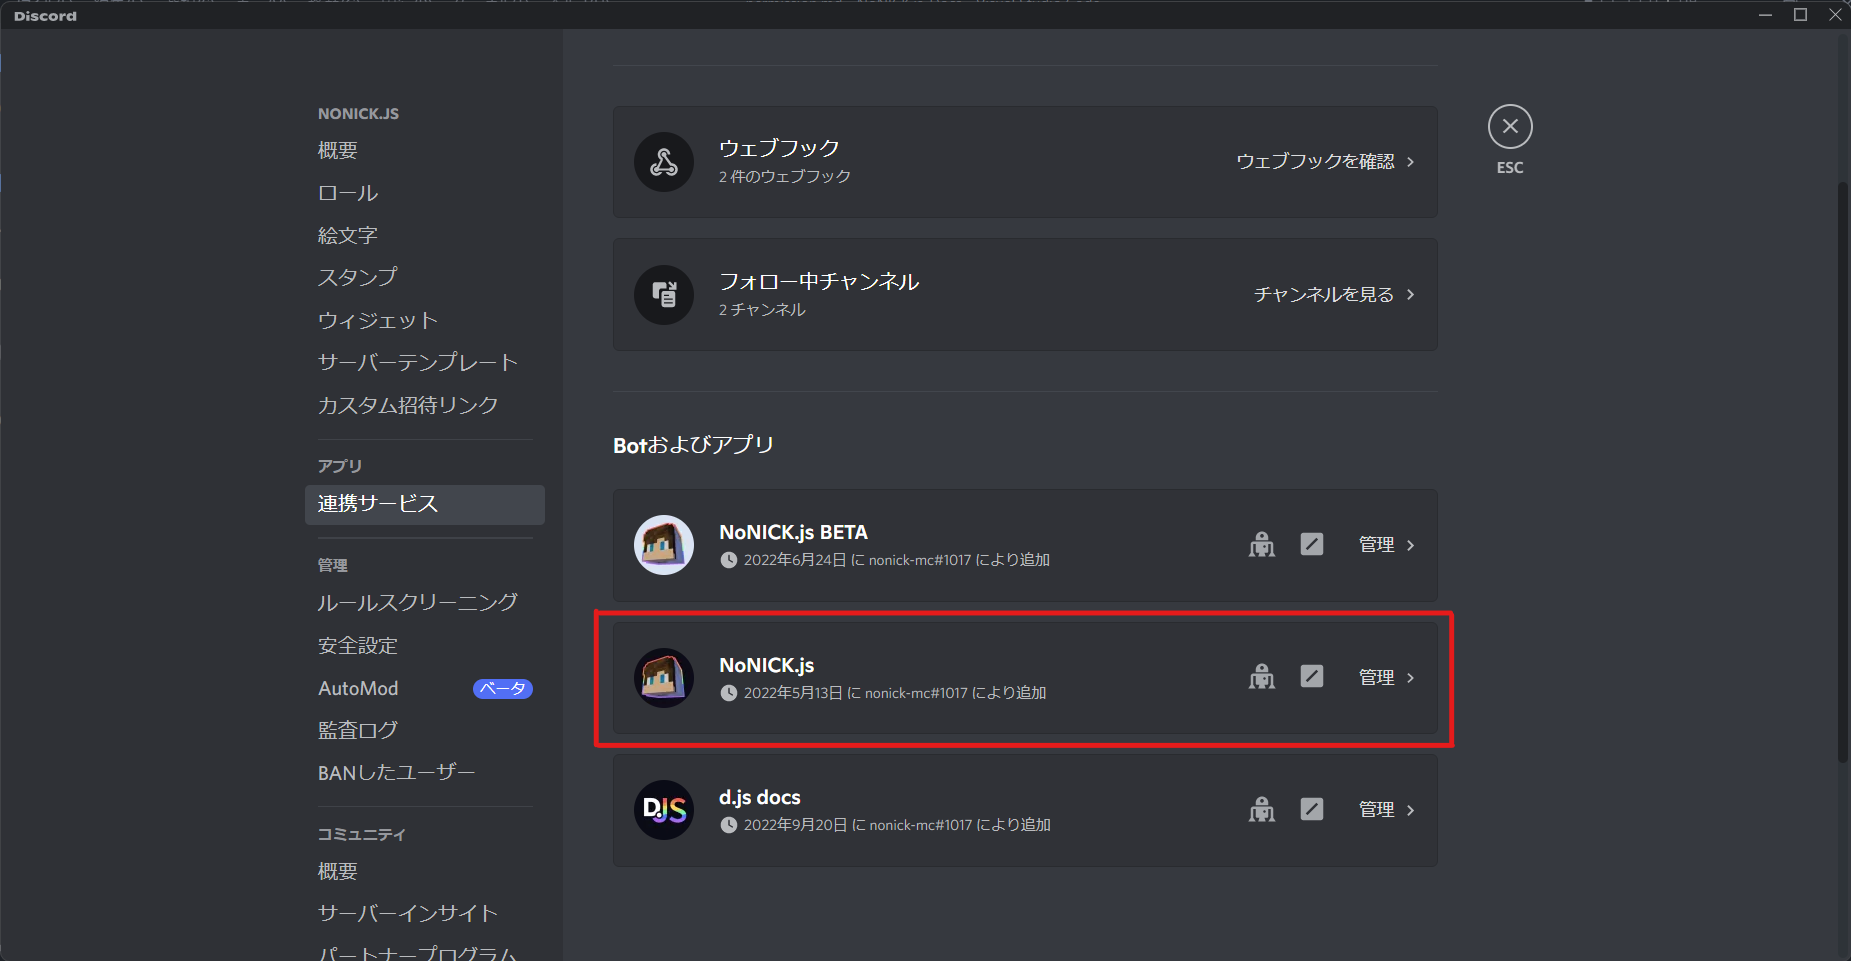 Discord
NONICK.JS
概要
ロール
絵文字
スタンプ
ウィジェット
サーバーテンプレート
カスタム招待リンク
アプリ
連携サービス
管理
ルールスクリーニング
安全設定
AutoMod
ベータ
監査ログ
BANしたユーザー
コミュニティ
概要
サーバーインサイト
パートナープログラム
ウェブフック
2 件のウェブフック
ウェブフックを確認
フォロー中チャンネル
2 チャンネル
チャンネルを見る
Botおよびアプリ
NoNICK.js BETA
2022年6月24日 に nonick-mc#1017 により追加
管理
NoNICK.js
2022年5月13日 に nonick-mc#1017 により追加
管理
DJS
d.js docs
2022年9月20日 に nonick-mc#1017 により追加
管理
ESC